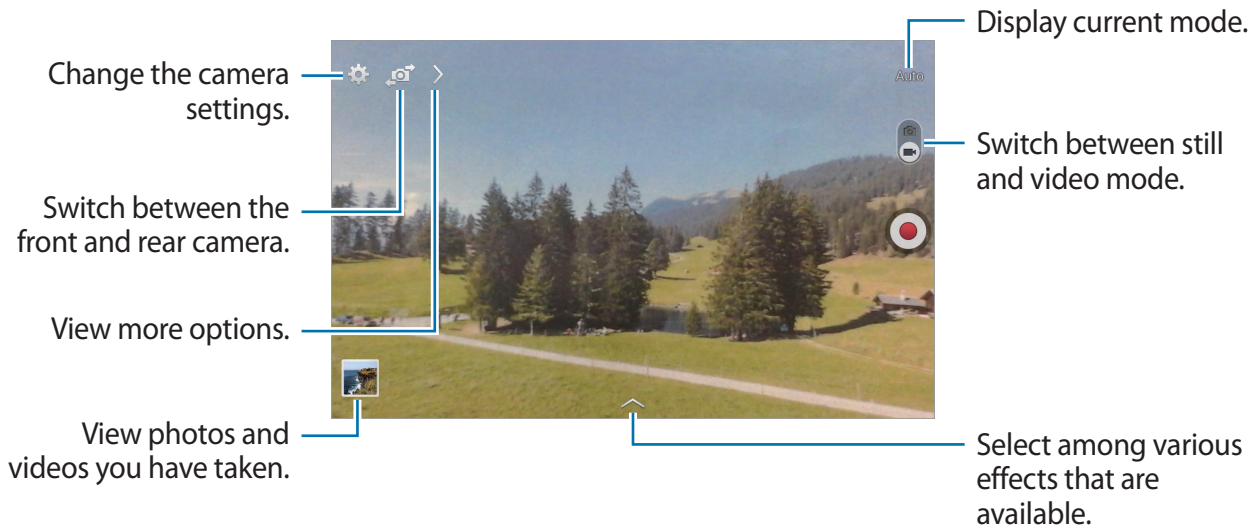 Display current mode.
Change the camera
settings.
Auto
Switch between still
and video mode.
Switch between the
front and rear camera.
View more options.
View photos and
videos you have taken.
Select among various
effects that are
available.